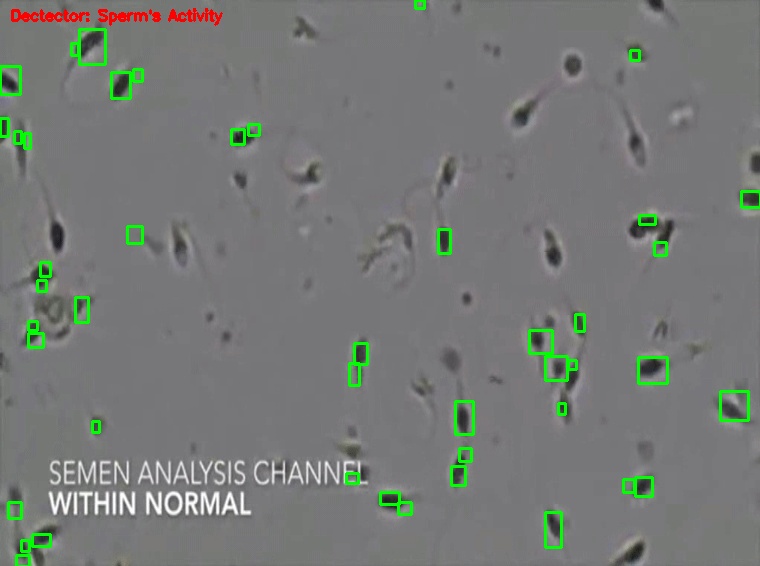 Dectector: Sperm's Activity
SEMEN ANALYSIS CHANNEL
WITHIN NORMAL